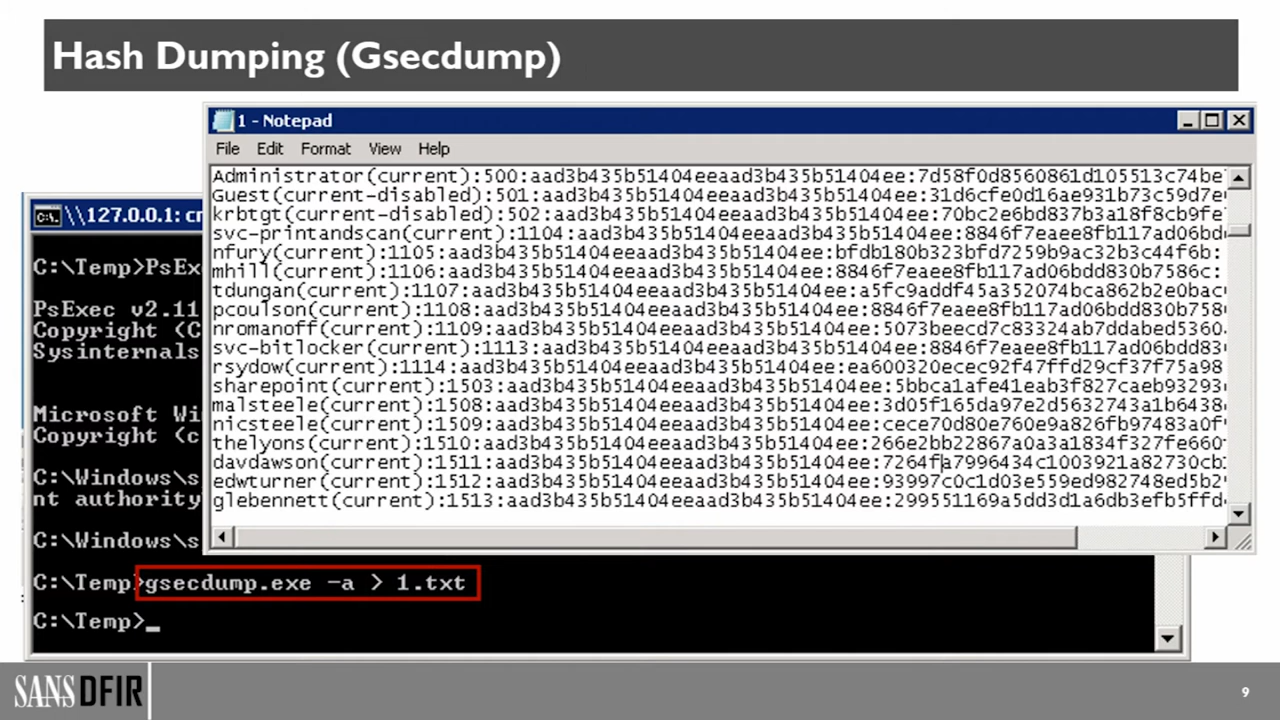 Hash Dumping (Gsecdump)
1 - Notepad
File Edit Format View Help
Administrator(current):500:aad3b435b51404eeaad3b435b51404ee:7d58f0d8560861d105513c74be
Guest(current-disabled):501:aad3b435b51404eeaad3b435b51404ee:31d6cfe0d16ae931b73c59d7e
krbtgt(current-disabled):502:aad3b435b51404eeaad3b435b51404ee:70bc2e6bd837b3a18f8cb9fe
svc-printandscan(current):1104:aad3b435b51404eeaad3b435b51404ee:8846f7eaee8fb117ad06bd
nfury(current):1105:aad3b435b51404eeaad3b435b51404ee:bfdb180b323bfd7259b9ac32b3c44f6b:
mhill(current):1106:aad3b435b51404eeaad3b435b51404ee:8846f7eaee8fb117ad06bdd830b7586c:
tdungan(current):1107:aad3b435b51404eeaad3b435b51404ee:a5fc9addf45a352074bca862b2e0bac
pcoulson(current):1108:aad3b435b51404eeaad3b435b51404ee:8846f7eaee8fb117ad06bdd830b758
nromanoff(current):1109:aad3b435b51404eeaad3b435b51404ee:5073beecd7c83324ab7ddabed5360
svc-bitlocker(current):1113:aad3b435b51404eeaad3b435b51404ee:8846f7eaee8fb117ad06bdd83
rsydow(current):1114:aad3b435b51404eeaad3b435b51404ee:ea600320ecec92f47ffd29cf37f75a98
sharepoint(current):1503:aad3b435b51404eeaad3b435b51404ee:5bbca1afe41eab3f827caeb93293
malsteele(current):1508:aad3b435b51404eeaad3b435b51404ee:3d05f165da97e2d5632743a1b6438
nicsteele(current):1509:aad3b435b51404eeaad3b435b51404ee:cece70d80e760e9a826fb97483a0f
thelyons(current):1510:aad3b435b51404eeaad3b435b51404ee:266e2bb22867a0a3a1834f327fe660
davdawson(current):1511:aad3b435b51404eeaad3b435b51404ee:7264fa7996434c1003921a82730cb
edwturner(current):1512:aad3b435b51404eeaad3b435b51404ee:93997c0c1d03e559ed982748ed5b2
glebennett(current):1513:aad3b435b51404eeaad3b435b51404ee:299551169a5dd3d1a6db3efb5ffd
\\127.0.0.1: cm
C:\Temp>PsExe
PsExec v2.11
Copyright (C
Sysinternals
Microsoft Wi
Copyright (c
C:\Windows\s
nt authority
C:\Windows\s
C:\Temp>gsecdump.exe -a > 1.txt
C:\Temp>_
SANS DFIR
9